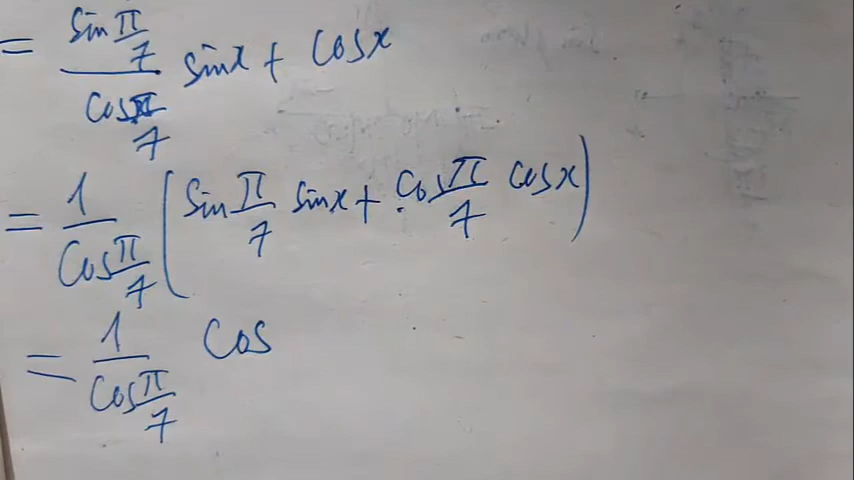 = sin π/7 / cos π/7 sinx + cosx
= 1 / cos π/7 ( sin π/7 sinx + cos π/7 cosx )
= 1 / cos π/7 cos